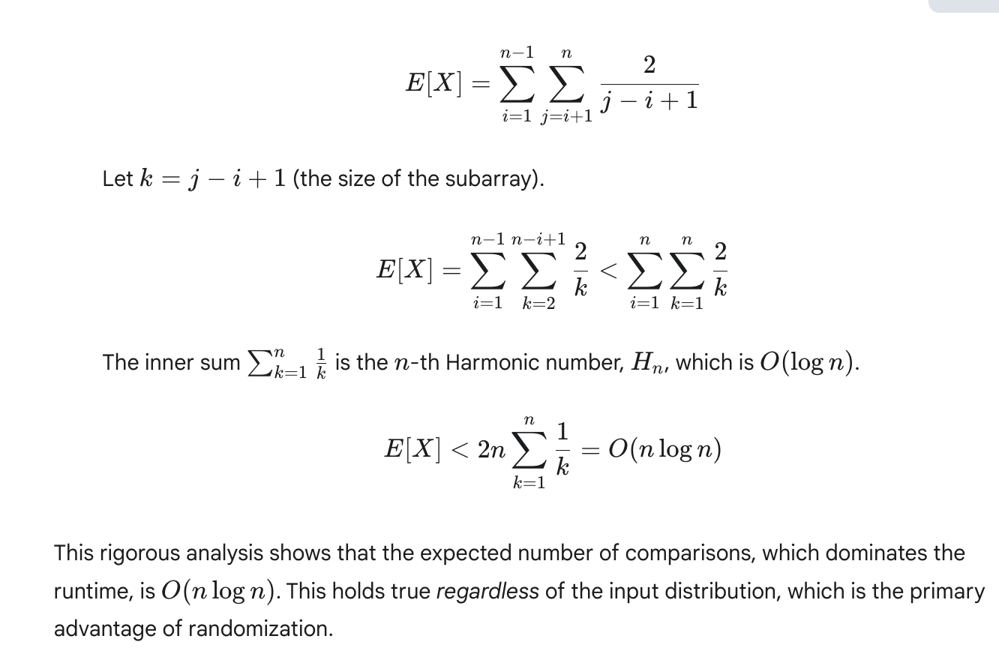 E[X] = \sum_{i=1}^{n-1} \sum_{j=i+1}^{n} \frac{2}{j - i + 1}
Let k = j − i + 1 (the size of the subarray).
E[X] = \sum_{i=1}^{n-1} \sum_{k=2}^{n-i+1} \frac{2}{k} < \sum_{i=1}^{n} \sum_{k=1}^{n} \frac{2}{k}
The inner sum \sum_{k=1}^{n} \frac{1}{k} is the n-th Harmonic number, H_n, which is O(log n).
E[X] < 2n \sum_{k=1}^{n} \frac{1}{k} = O(n log n)
This rigorous analysis shows that the expected number of comparisons, which dominates the
runtime, is O(n log n). This holds true regardless of the input distribution, which is the primary
advantage of randomization.